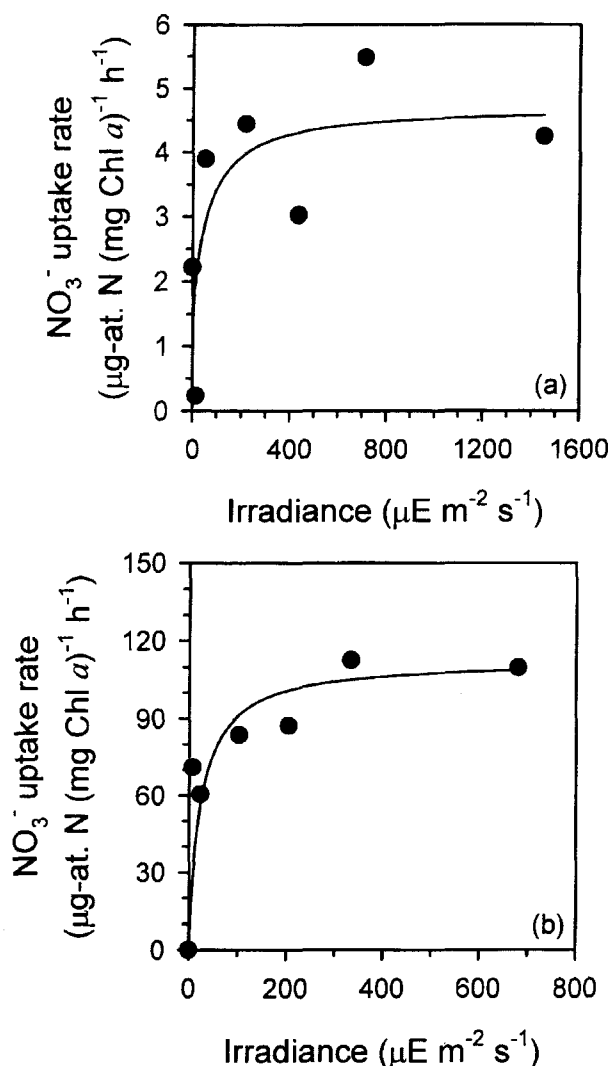 6
5
4
3
2
1
0
NO₃⁻ uptake rate
(μg-at. N (mg Chl a)⁻¹ h⁻¹)
(a)
0 400 800 1200 1600
Irradiance (μE m⁻² s⁻¹)
150
120
90
60
30
0
NO₃⁻ uptake rate
(μg-at. N (mg Chl a)⁻¹ h⁻¹)
(b)
0 200 400 600 800
Irradiance (μE m⁻² s⁻¹)